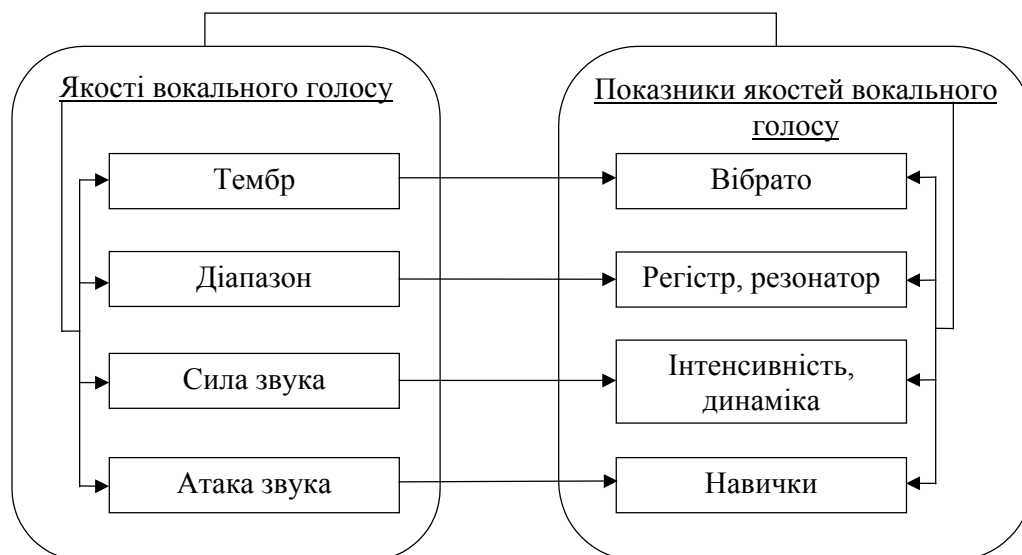 Якості вокального голосу
Показники якостей вокального
голосу
Тембр
Вібрато
Діапазон
Регістр, резонатор
Сила звука
Інтенсивність,
динаміка
Атака звука
Навички